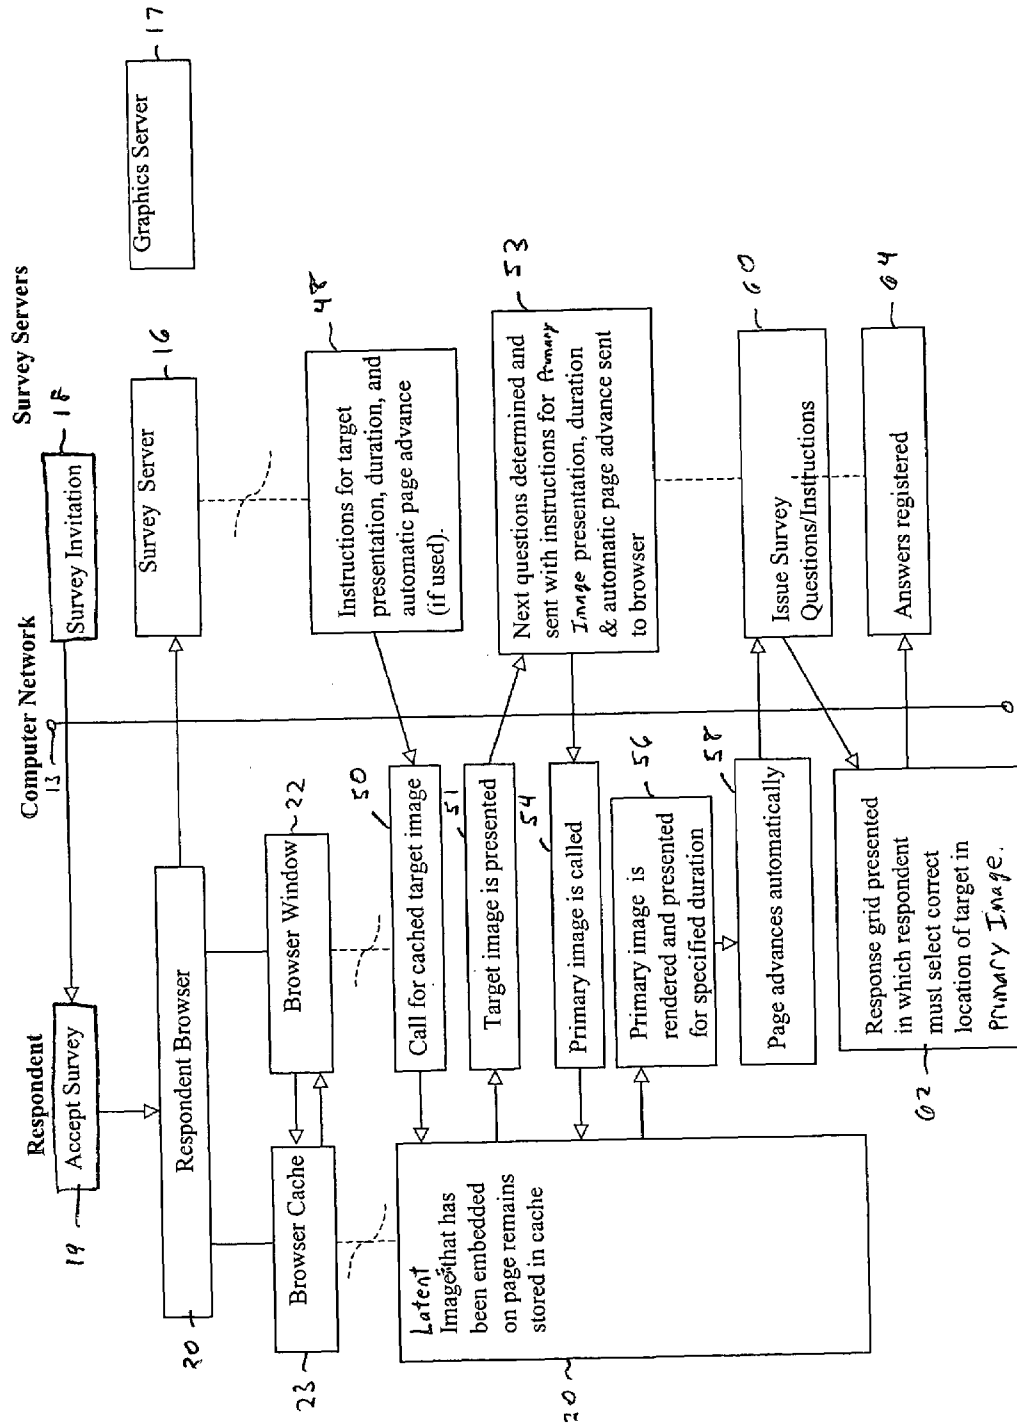 Respondent
Computer Network
Survey Servers
13
19
Accept Survey
Survey Invitation
18
20
Respondent Browser
Survey Server
16
Graphics Server
17
23
Browser Cache
Browser Window
22
Latent
Image that has
been embedded
on page remains
stored in cache
Call for cached target image
50
Instructions for target
presentation, duration, and
automatic page advance
(if used).
48
Target image is presented
51
Next questions determined and
sent with instructions for Primary
Image presentation, duration
& automatic page advance sent
to browser
53
Primary image is called
54
Primary image is
rendered and presented
for specified duration
56
Page advances automatically
58
Issue Survey
Questions/Instructions
60
Response grid presented
in which respondent
must select correct
location of target in
Primary Image.
62
Answers registered
64